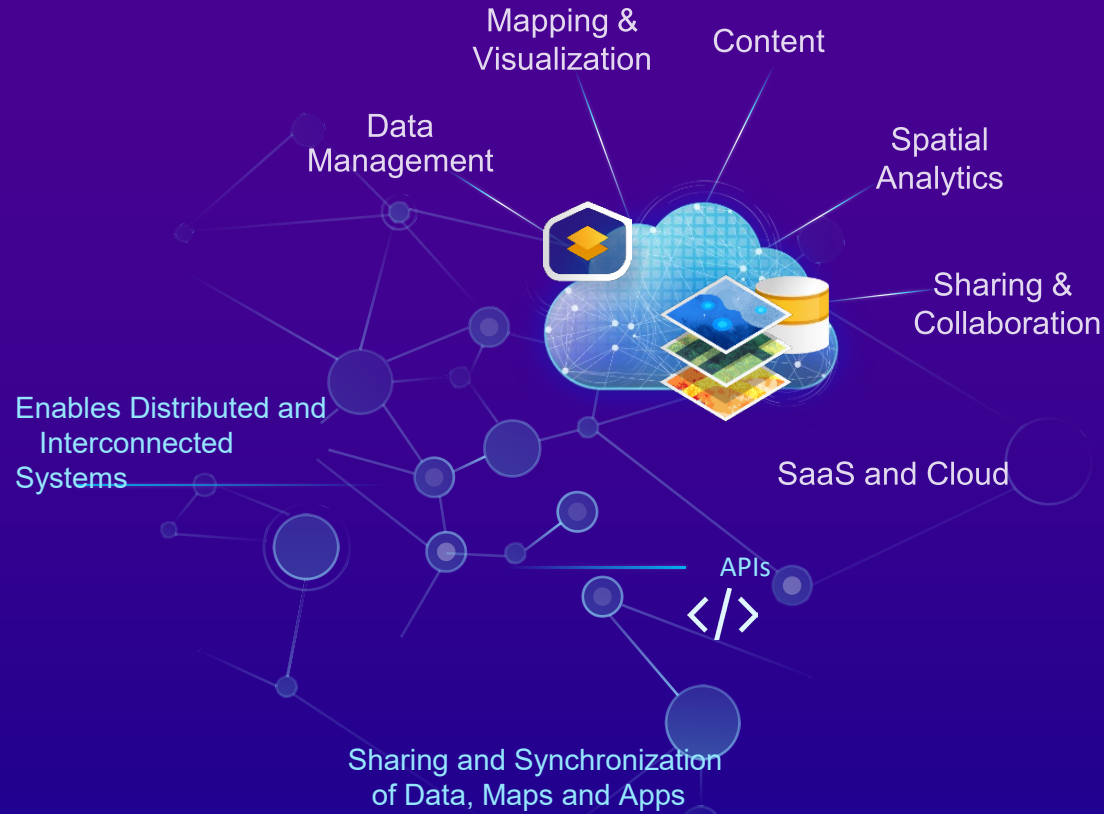 Mapping &
Visualization
Content
Data
Management
Spatial
Analytics
Sharing &
Collaboration
Enables Distributed and
Interconnected
Systems
SaaS and Cloud
APIs
</>
Sharing and Synchronization
of Data, Maps and Apps